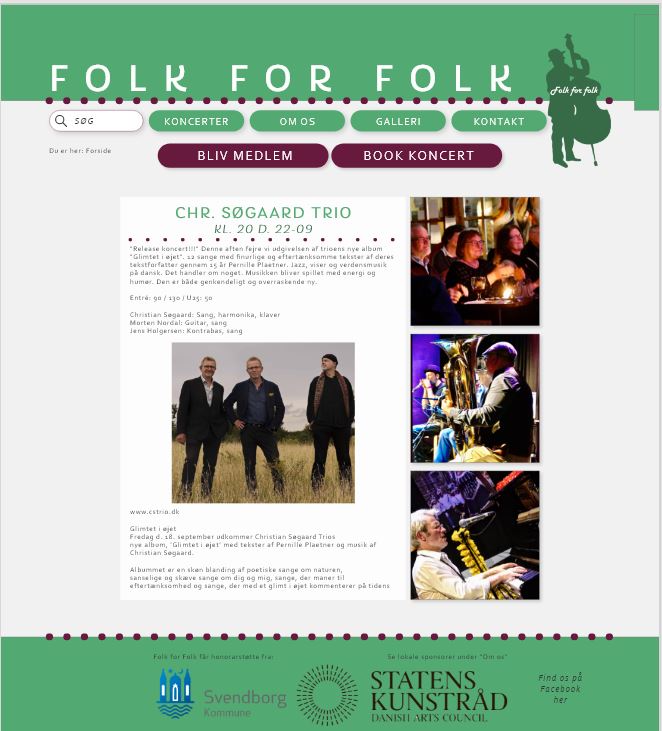 FOLK FOR FOLK
Folk for folk
SØG
KONCERTER
OM OS
GALLERI
KONTAKT
Du er her: Forside
BLIV MEDLEM
BOOK KONCERT
CHR. SØGAARD TRIO
KL. 20 D. 22-09
"Release koncert!!!" Denne aften fejre vi udgivelsen af trioens nye album
"Glimtet i øjet". 12 sange med finurlige og eftertænksomme tekster af deres
tekstforfatter gennem 15 år Pernille Plaetner. Jazz, viser og verdensmusik
på dansk. Det handler om noget. Musikken bliver spillet med energi og
humør. Den er både genkendeligt og overraskende ny.
Entré: 90 / 130 / U25: 50
Christian Søgaard: Sang, harmonika, klaver
Morten Nordal: Guitar, sang
Jens Holgersen: Kontrabas, sang
www.cstrio.dk
Glimtet i øjet
Fredag d. 18. september udkommer Christian Søgaard Trios
nye album, 'Glimtet i øjet' med tekster af Pernille Plaetner og musik af
Christian Søgaard.
Albummet er en skøn blanding af poetiske sange om naturen,
sanselige og skæve sange om dig og mig, sange, der maner til
eftertænksomhed og sange, der med et glimt i øjet kommenterer på tidens
Folk for Folk får honorarstøtte fra:
Se lokale sponsorer under "Om os"
Svendborg
Kommune
STATENS
KUNSTRÅD
DANISH ARTS COUNCIL
Find os på
Facebook
her